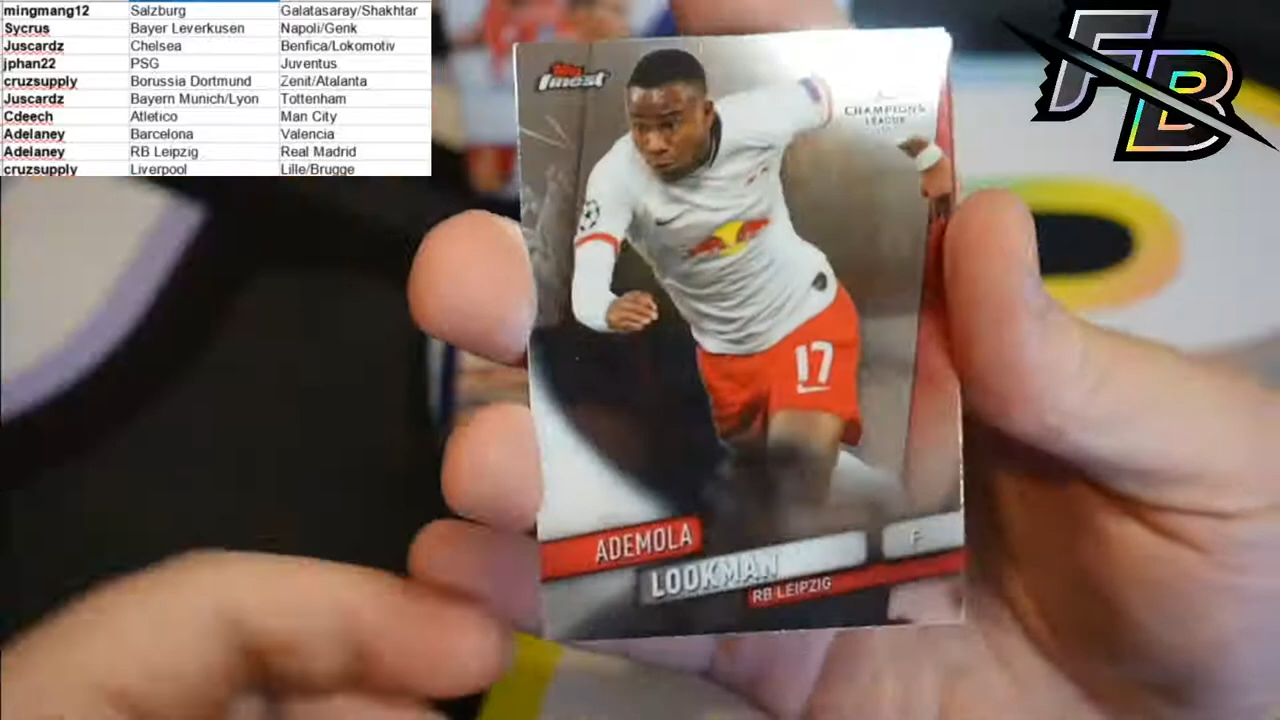 mingmang12 Salzburg Galatasaray/Shakhtar
Sycrus Bayer Leverkusen Napoli/Genk
Juscardz Chelsea Benfica/Lokomotiv
jphan22 PSG Juventus
cruzsupply Borussia Dortmund Zenit/Atalanta
Juscardz Bayern Munich/Lyon Tottenham
Cdeech Atletico Man City
Adelaney Barcelona Valencia
Adelaney RB Leipzig Real Madrid
cruzsupply Liverpool Lille/Brugge
FB
finest
CHAMPIONS
LEAGUE
17
ADEMOLA
LOOKMAN
F
RB LEIPZIG